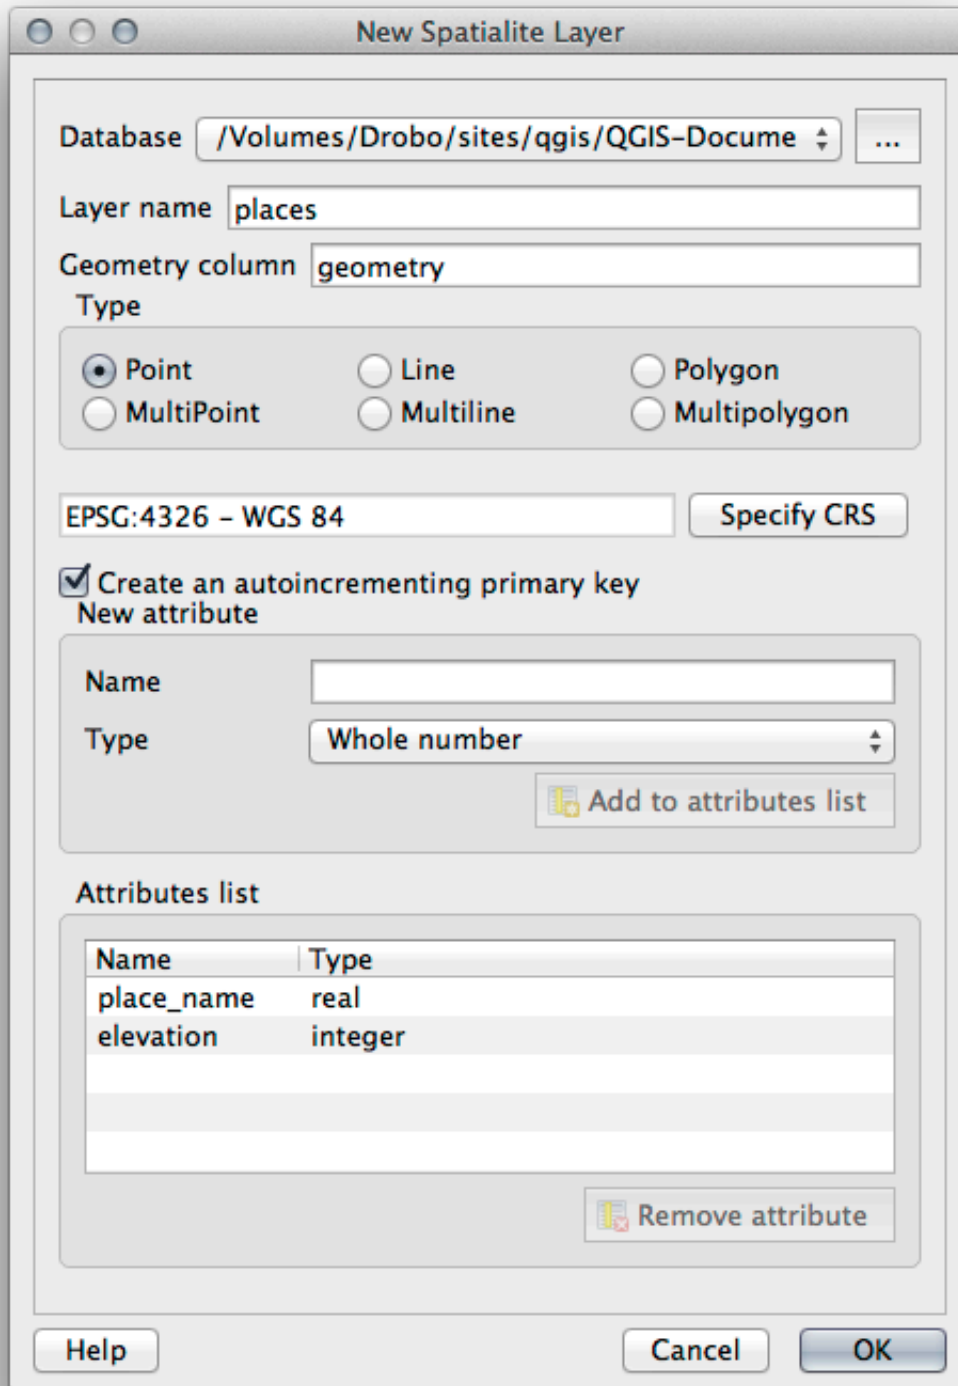 New Spatialite Layer
Database /Volumes/Drobo/sites/qgis/QGIS-Docume ...
Layer name places
Geometry column geometry
Type
Point Line Polygon
MultiPoint Multiline Multipolygon
EPSG:4326 – WGS 84 Specify CRS
Create an autoincrementing primary key
New attribute
Name
Type Whole number
Add to attributes list
Attributes list
Name Type
place_name real
elevation integer
Remove attribute
Help Cancel OK